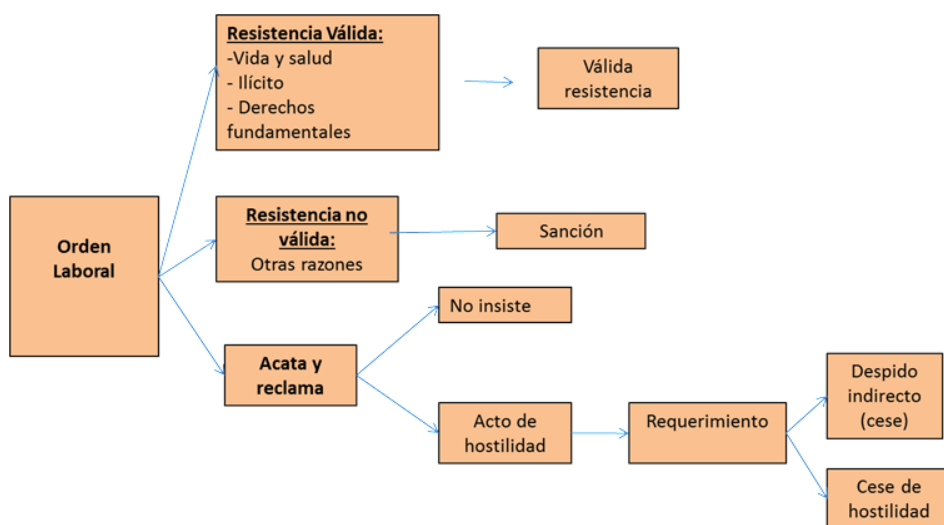 Resistencia Válida:
-Vida y salud
- Ilícito
- Derechos
fundamentales
Válida
resistencia
Orden
Laboral
Resistencia no
válida:
Otras razones
Sanción
No insiste
Acata y
reclama
Acto de
hostilidad
Requerimiento
Despido
indirecto
(cese)
Cese de
hostilidad